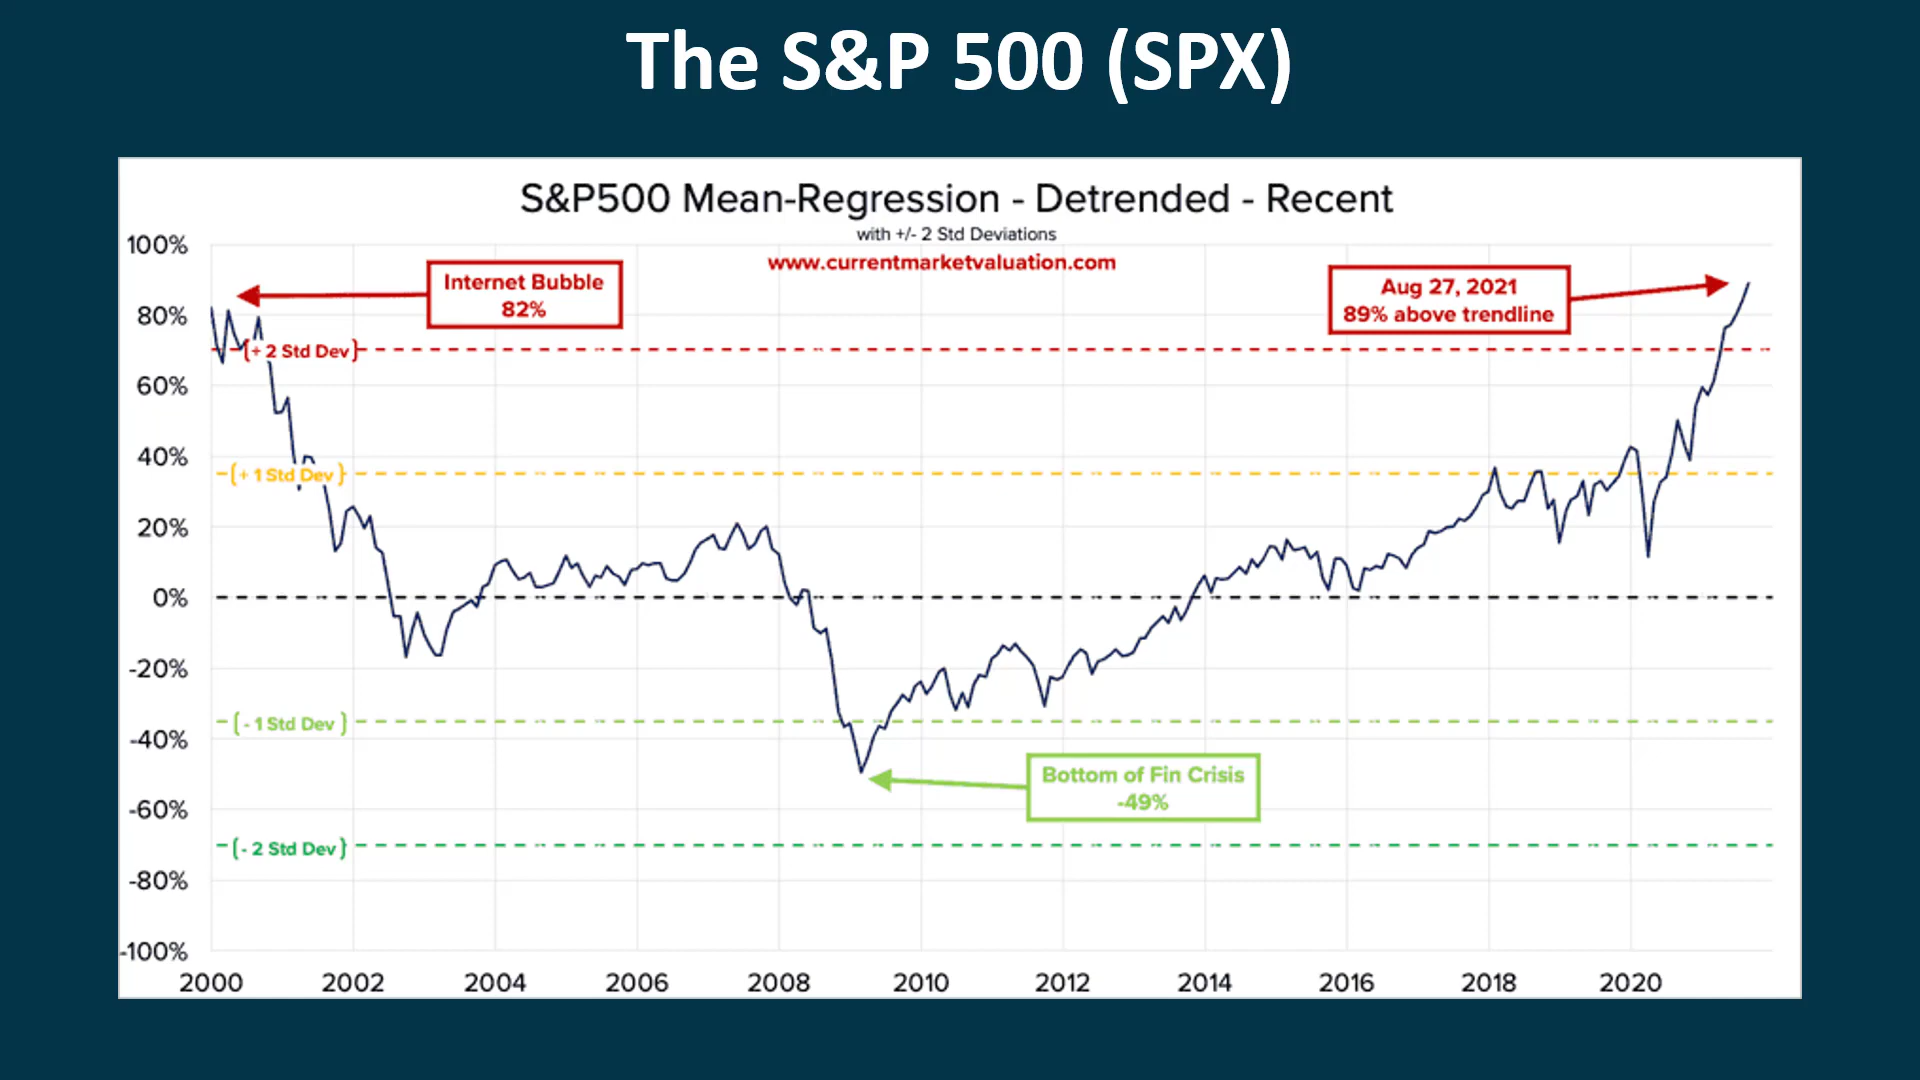 The S&P 500 (SPX)
S&P500 Mean-Regression - Detrended - Recent
with +/- 2 Std Deviations
www.currentmarketvaluation.com
100%
80%
60%
40%
20%
0%
-20%
-40%
-60%
-80%
-100%
Internet Bubble
82%
Aug 27, 2021
89% above trendline
(+ 2 Std Dev)
(+ 1 Std Dev)
(- 1 Std Dev)
Bottom of Fin Crisis
-49%
(- 2 Std Dev)
2000 2002 2004 2006 2008 2010 2012 2014 2016 2018 2020